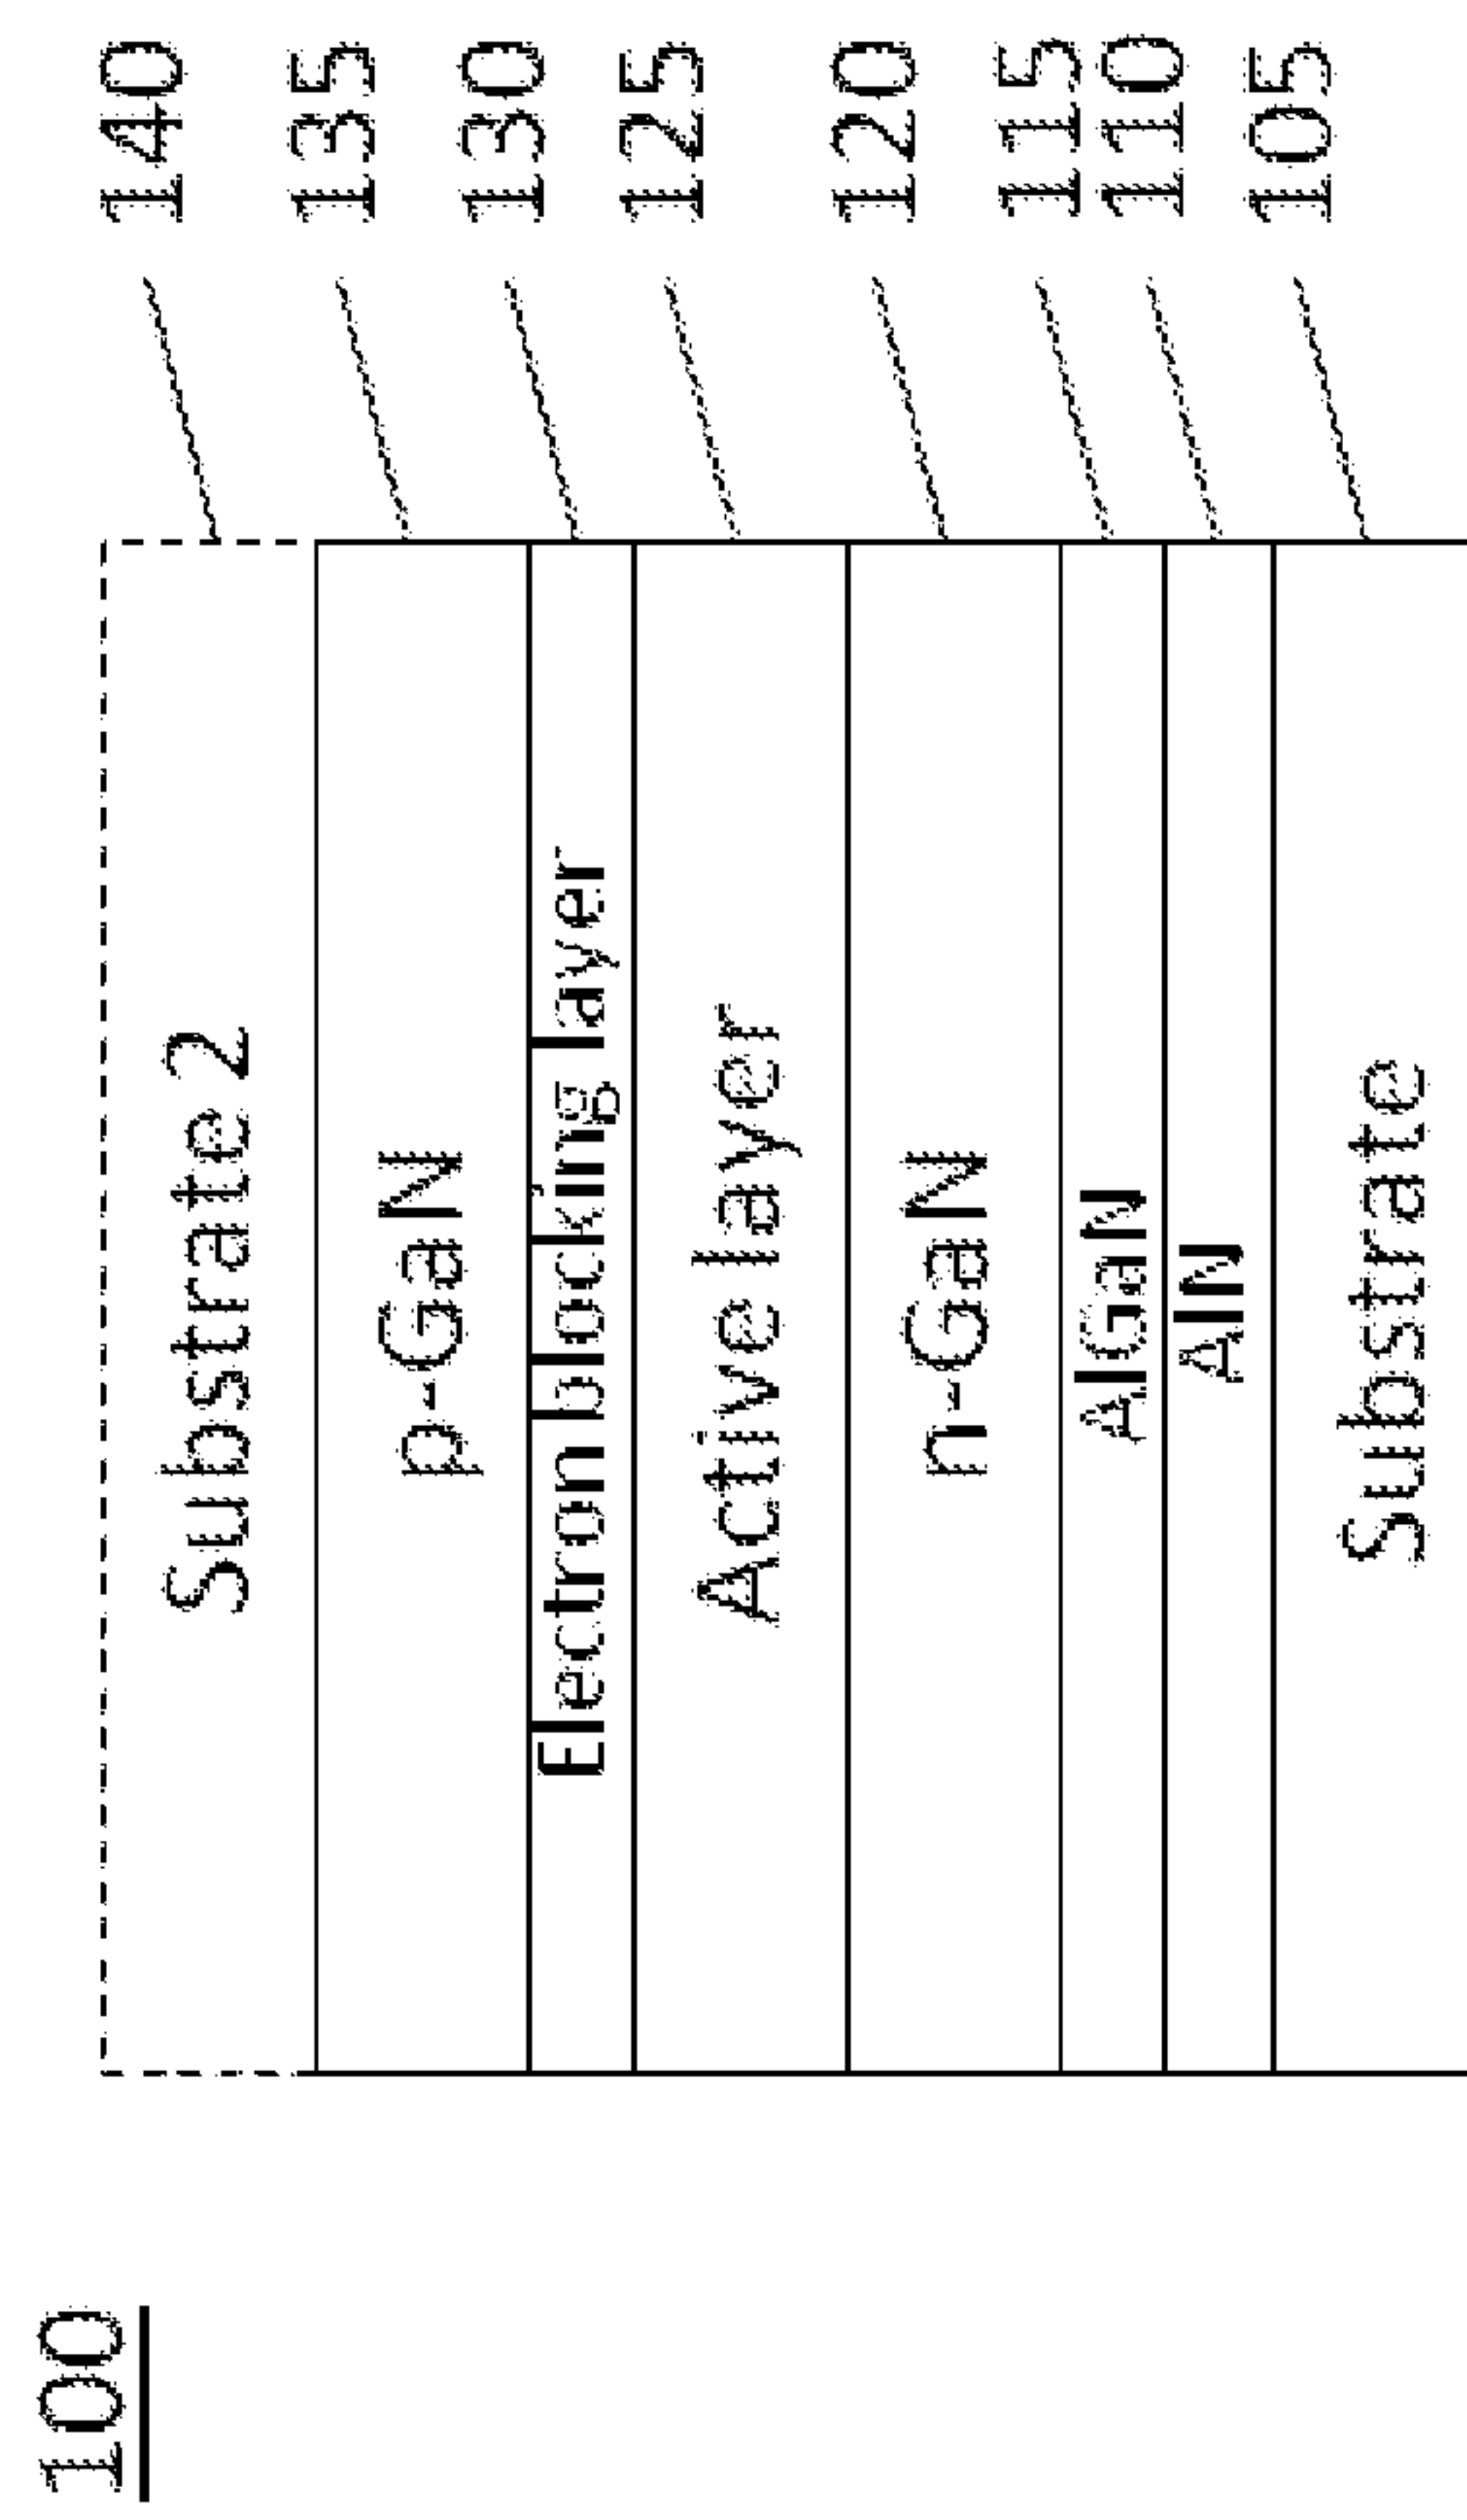 100
Substrate 2 140
p-GaN 135
Electron blocking layer 130
Active Layer 125
n-GaN 120
AlGaN 115
AlN 110
Substrate 105